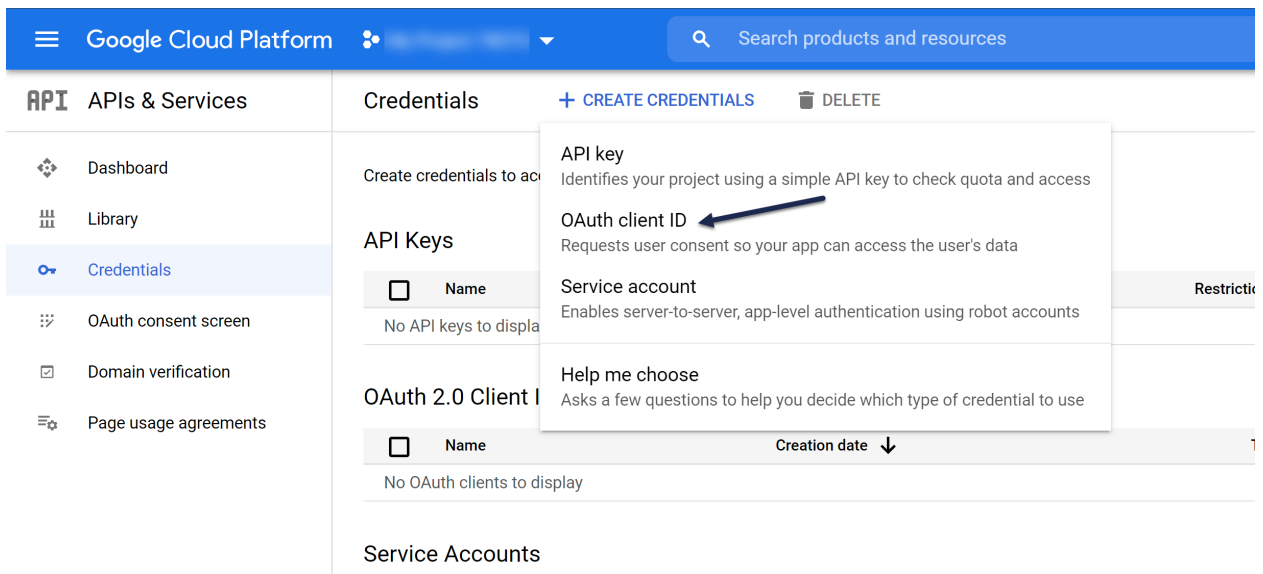 Google Cloud Platform
Search products and resources
API APIs & Services
Credentials
CREATE CREDENTIALS
DELETE
Dashboard
Library
Credentials
OAuth consent screen
Domain verification
Page usage agreements
Create credentials to
API key
Identifies your project using a simple API key to check quota and access
OAuth client ID
Requests user consent so your app can access the user's data
Service account
Enables server-to-server, app-level authentication using robot accounts
Help me choose
Asks a few questions to help you decide which type of credential to use
API Keys
Name
No API keys to
OAuth 2.0 Client
Name
Creation date
No OAuth clients to display
Service Accounts